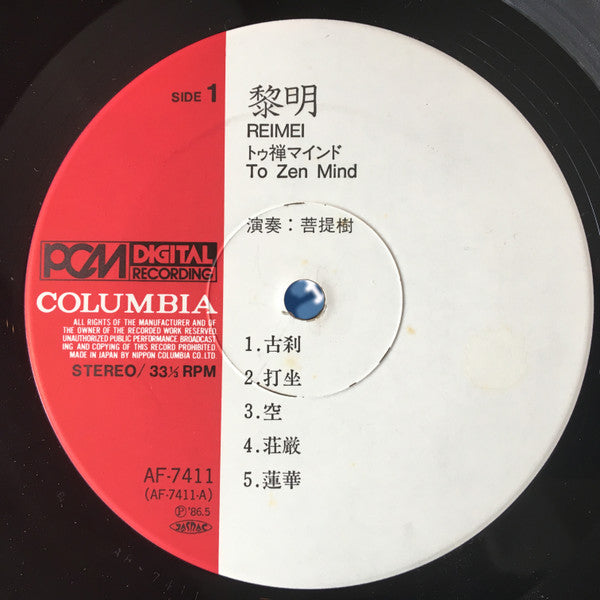 SIDE 1
黎明
REIMEI
トゥ禅マインド
To Zen Mind
演奏：菩提樹
PCM DIGITAL
RECORDING
COLUMBIA
ALL RIGHTS OF THE MANUFACTURER AND OF
THE OWNER OF THE RECORDED WORK RESERVED
UNAUTHORIZED PUBLIC PERFORMANCE BROADCAST
ING AND COPYING OF THIS RECORD PROHIBITED.
MADE IN JAPAN BY NIPPON COLUMBIA CO. LTD
STEREO/33⅓ RPM
1.古刹
2.打坐
3.空
4.荘厳
5.蓮華
AF-7411
(AF-7411-A)
Ⓟ'86.5
JASRAC